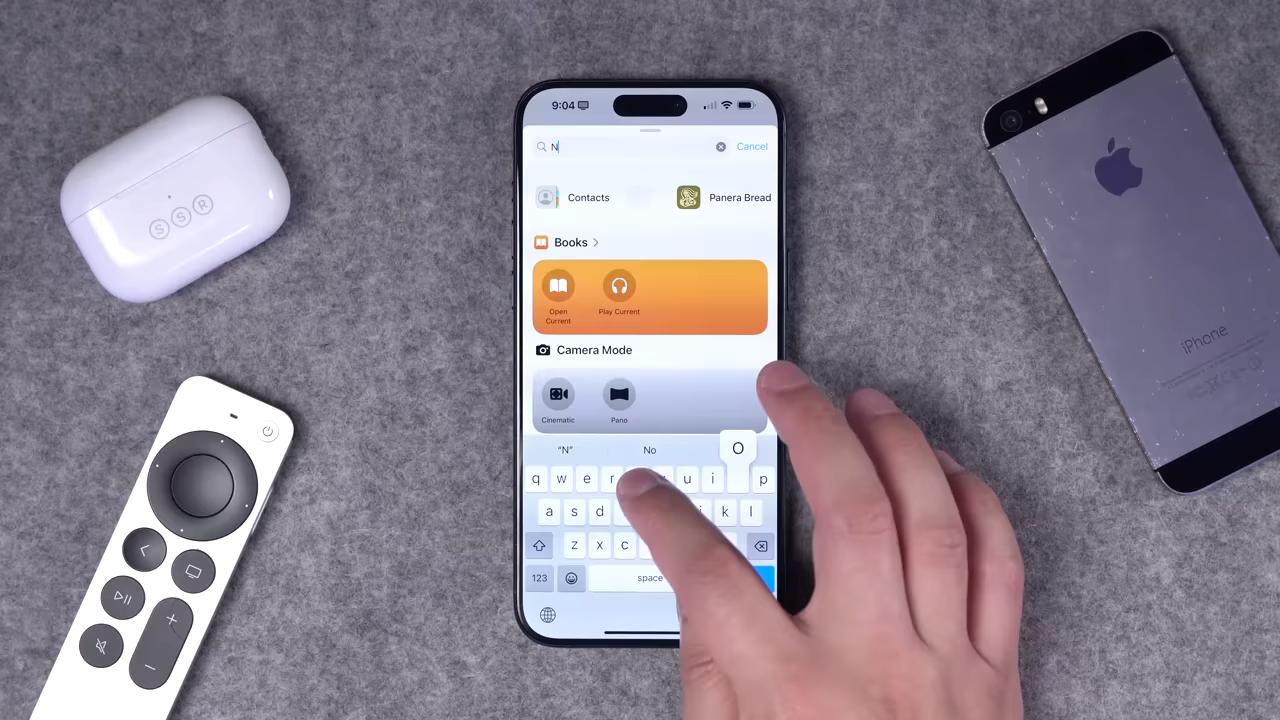 9:04
N
Cancel
Contacts
Panera Bread
Books
Open
Current
Play Current
Camera Mode
Cinematic
Pano
“N”
No
O
q w e r u i p
a s d k l
z x c
123
space
S S R
iPhone